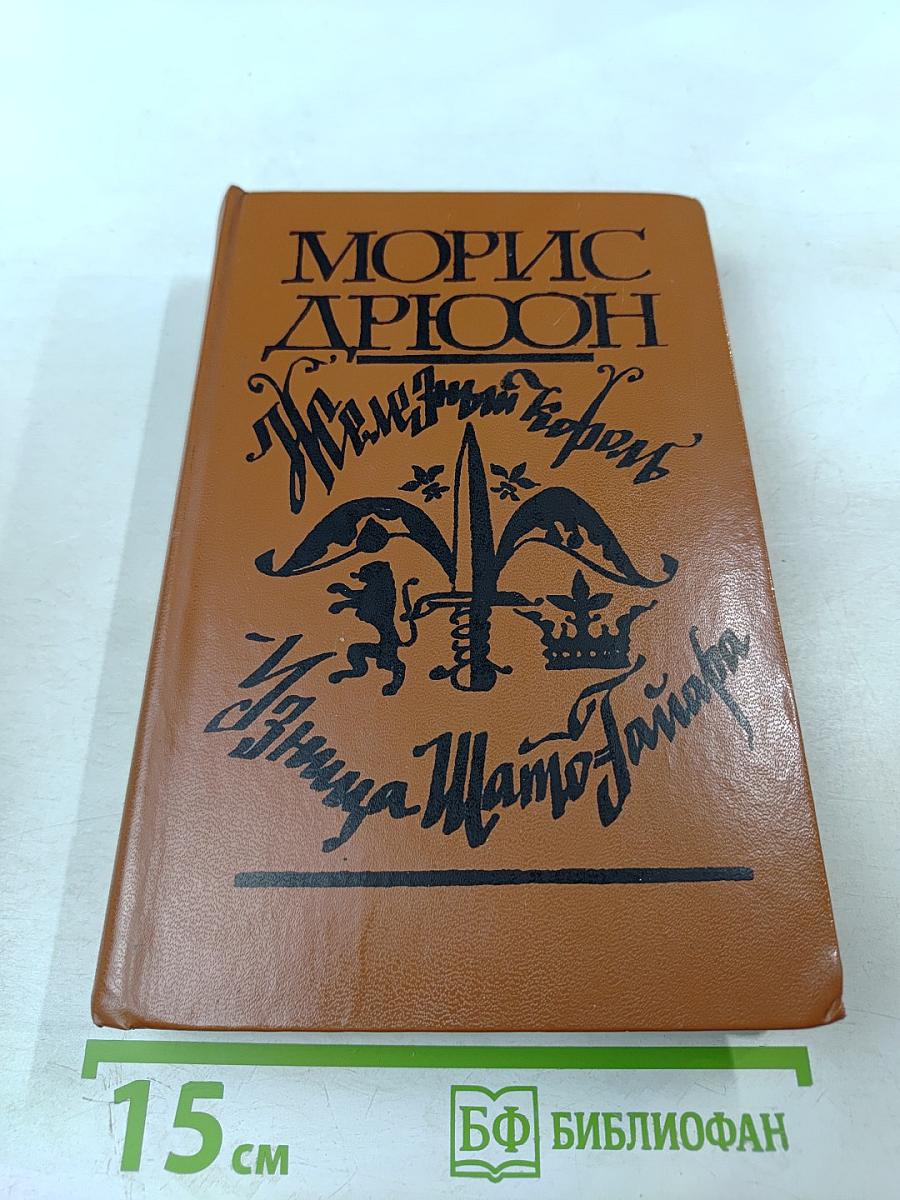 МОРИС
ДРЮОН
Железный король
Узница Шато-Гайара
15 см
БФ БИБЛИОФАН